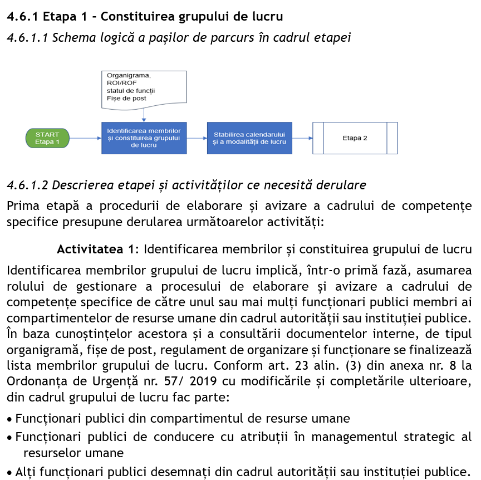 4.6.1 Etapa 1 - Constituirea grupului de lucru
4.6.1.1 Schema logică a pașilor de parcurs în cadrul etapei
Organigrama,
ROI/ROF
statul de funcții
Fișe de post
START
Etapa 1
Identificarea membrilor
și constituirea grupului
de lucru
Stabilirea calendarului
și a modalității de lucru
Etapa 2
4.6.1.2 Descrierea etapei și activităților ce necesită derulare
Prima etapă a procedurii de elaborare și avizare a cadrului de competențe
specifice presupune derularea următoarelor activități:
Activitatea 1: Identificarea membrilor și constituirea grupului de lucru
Identificarea membrilor grupului de lucru implică, într-o primă fază, asumarea
rolului de gestionare a procesului de elaborare și avizare a cadrului de
competențe specifice de către unul sau mai mulți funcționari publici membri ai
compartimentelor de resurse umane din cadrul autorității sau instituției publice.
În baza cunoștințelor acestora și a consultării documentelor interne, de tipul
organigramă, fișe de post, regulament de organizare și funcționare se finalizează
lista membrilor grupului de lucru. Conform art. 23 alin. (3) din anexa nr. 8 la
Ordonanța de Urgență nr. 57/ 2019 cu modificările și completările ulterioare,
din cadrul grupului de lucru fac parte:
• Funcționari publici din compartimentul de resurse umane
• Funcționari publici de conducere cu atribuții în managementul strategic al
resurselor umane
• Alți funcționari publici desemnați din cadrul autorității sau instituției publice.